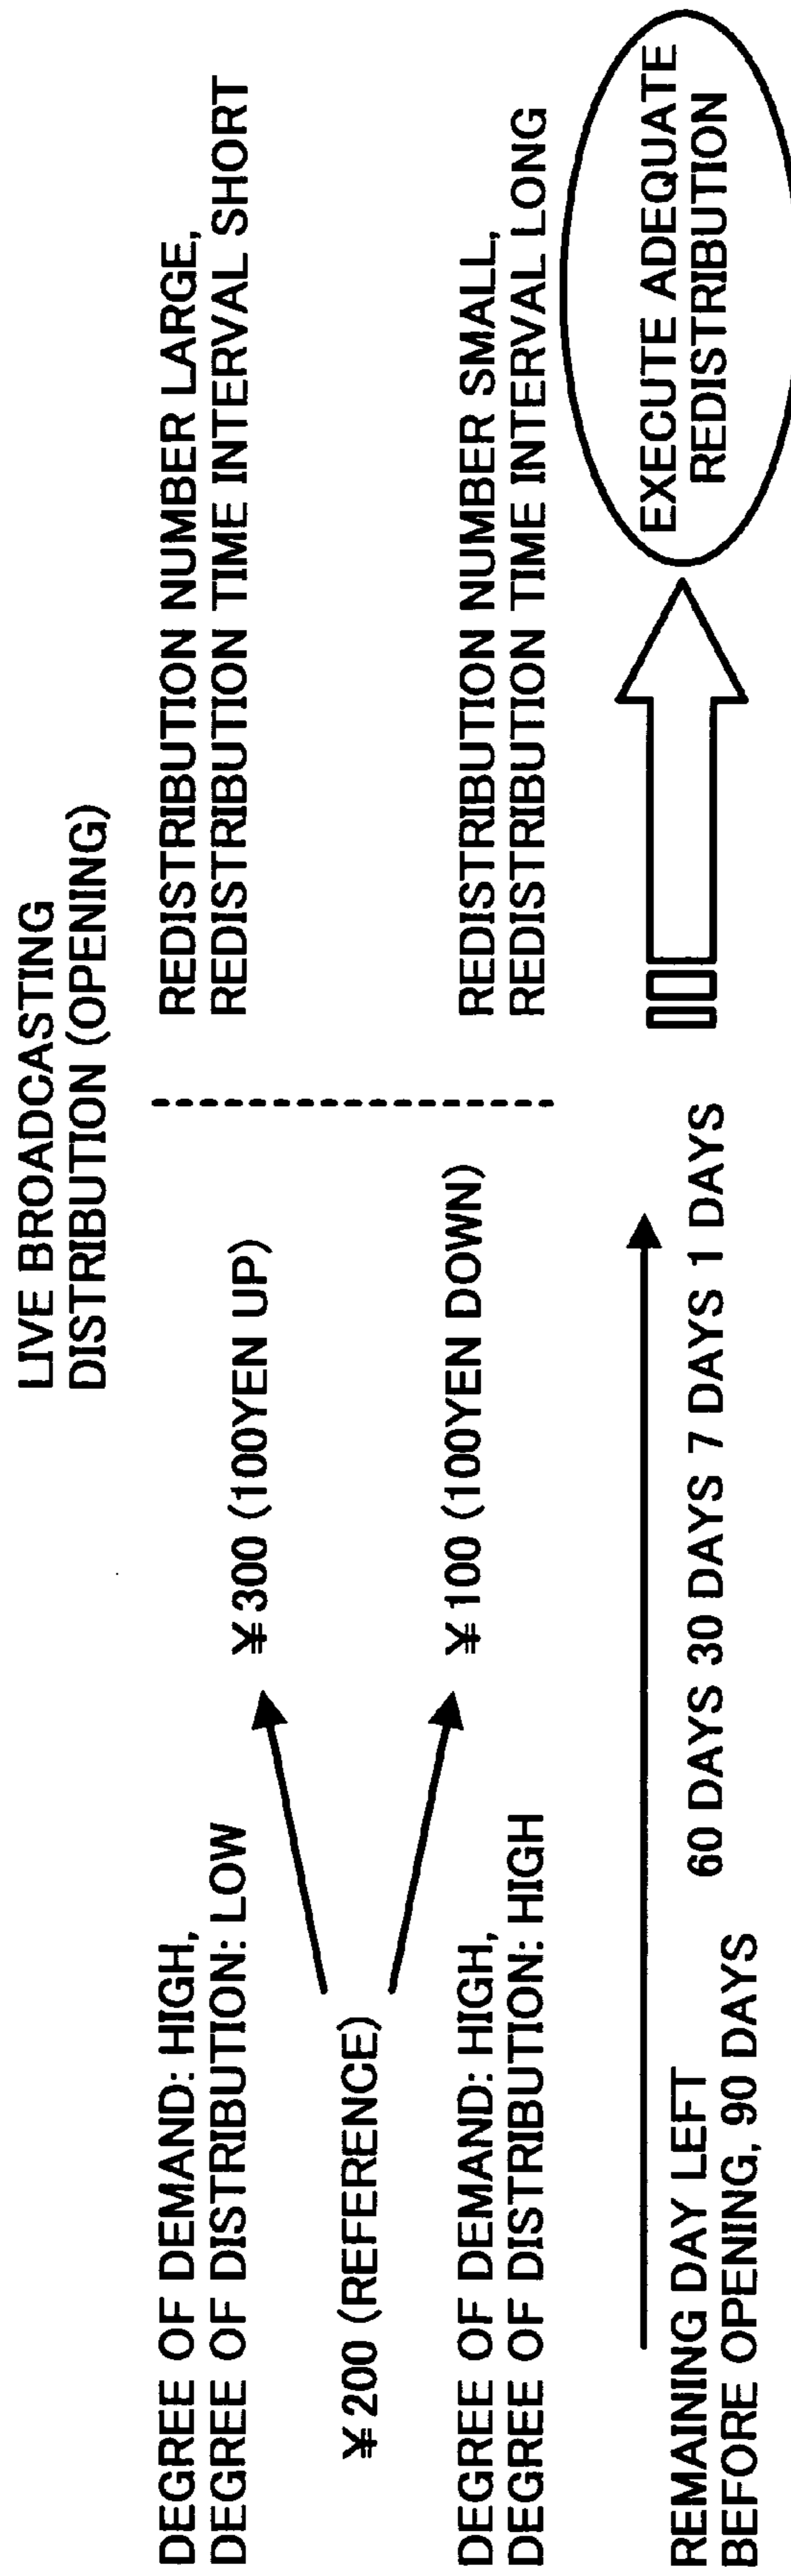 LIVE BROADCASTING
DISTRIBUTION (OPENING)
DEGREE OF DEMAND: HIGH,
DEGREE OF DISTRIBUTION: LOW
¥200 (REFERENCE)
¥300 (100YEN UP)
REDISTRIBUTION NUMBER LARGE,
REDISTRIBUTION TIME INTERVAL SHORT
DEGREE OF DEMAND: HIGH,
DEGREE OF DISTRIBUTION: HIGH
¥100 (100YEN DOWN)
REDISTRIBUTION NUMBER SMALL,
REDISTRIBUTION TIME INTERVAL LONG
REMAINING DAY LEFT
BEFORE OPENING, 90 DAYS
60 DAYS 30 DAYS 7 DAYS 1 DAYS
EXECUTE ADEQUATE
REDISTRIBUTION